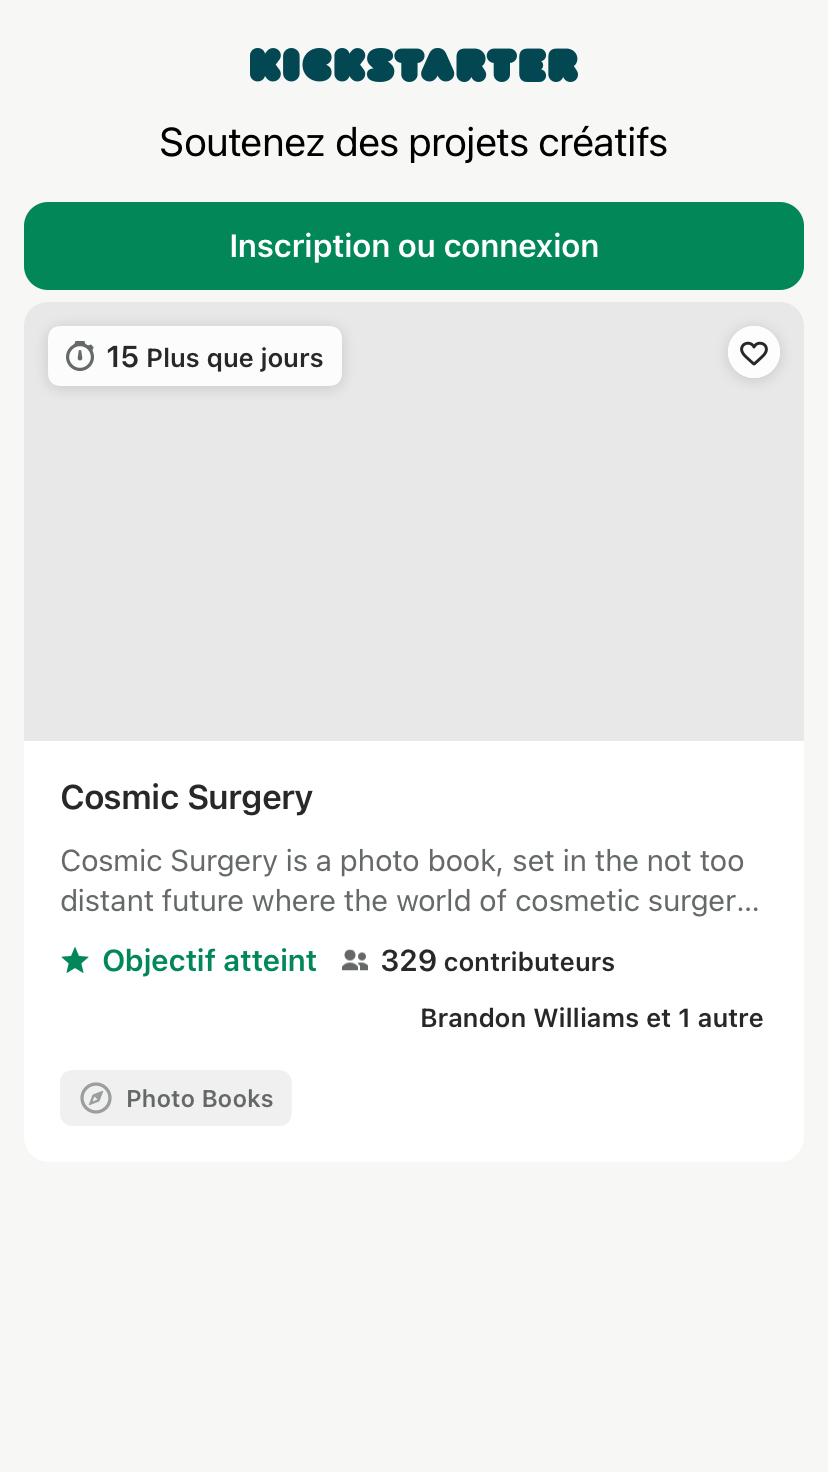 KICKSTARTER
Soutenez des projets créatifs
Inscription ou connexion
15 Plus que jours
Cosmic Surgery
Cosmic Surgery is a photo book, set in the not too
distant future where the world of cosmetic surger...
Objectif atteint 329 contributeurs
Brandon Williams et 1 autre
Photo Books